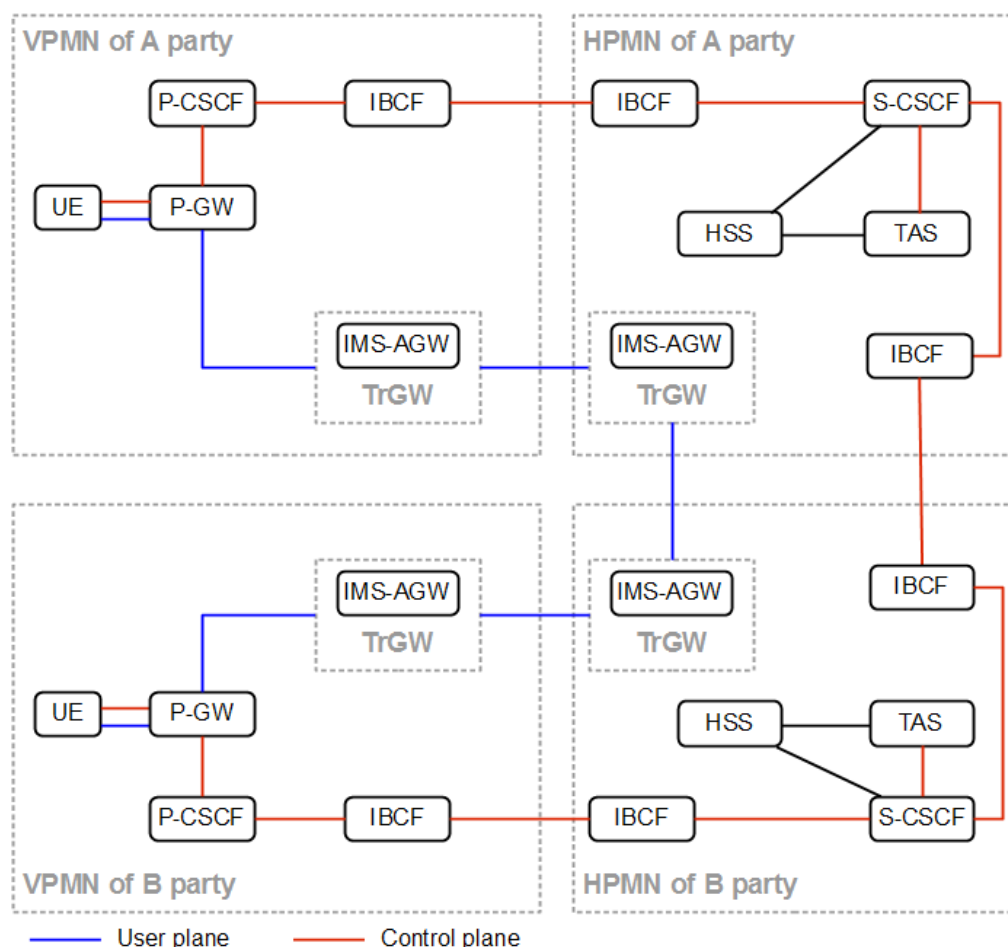 VPMN of A party
HPMN of A party
P-CSCF
IBCF
IBCF
S-CSCF
UE
P-GW
HSS
TAS
IMS-AGW
TrGW
IMS-AGW
TrGW
IBCF
IMS-AGW
TrGW
IMS-AGW
TrGW
IBCF
UE
P-GW
HSS
TAS
P-CSCF
IBCF
IBCF
S-CSCF
VPMN of B party
HPMN of B party
User plane
Control plane